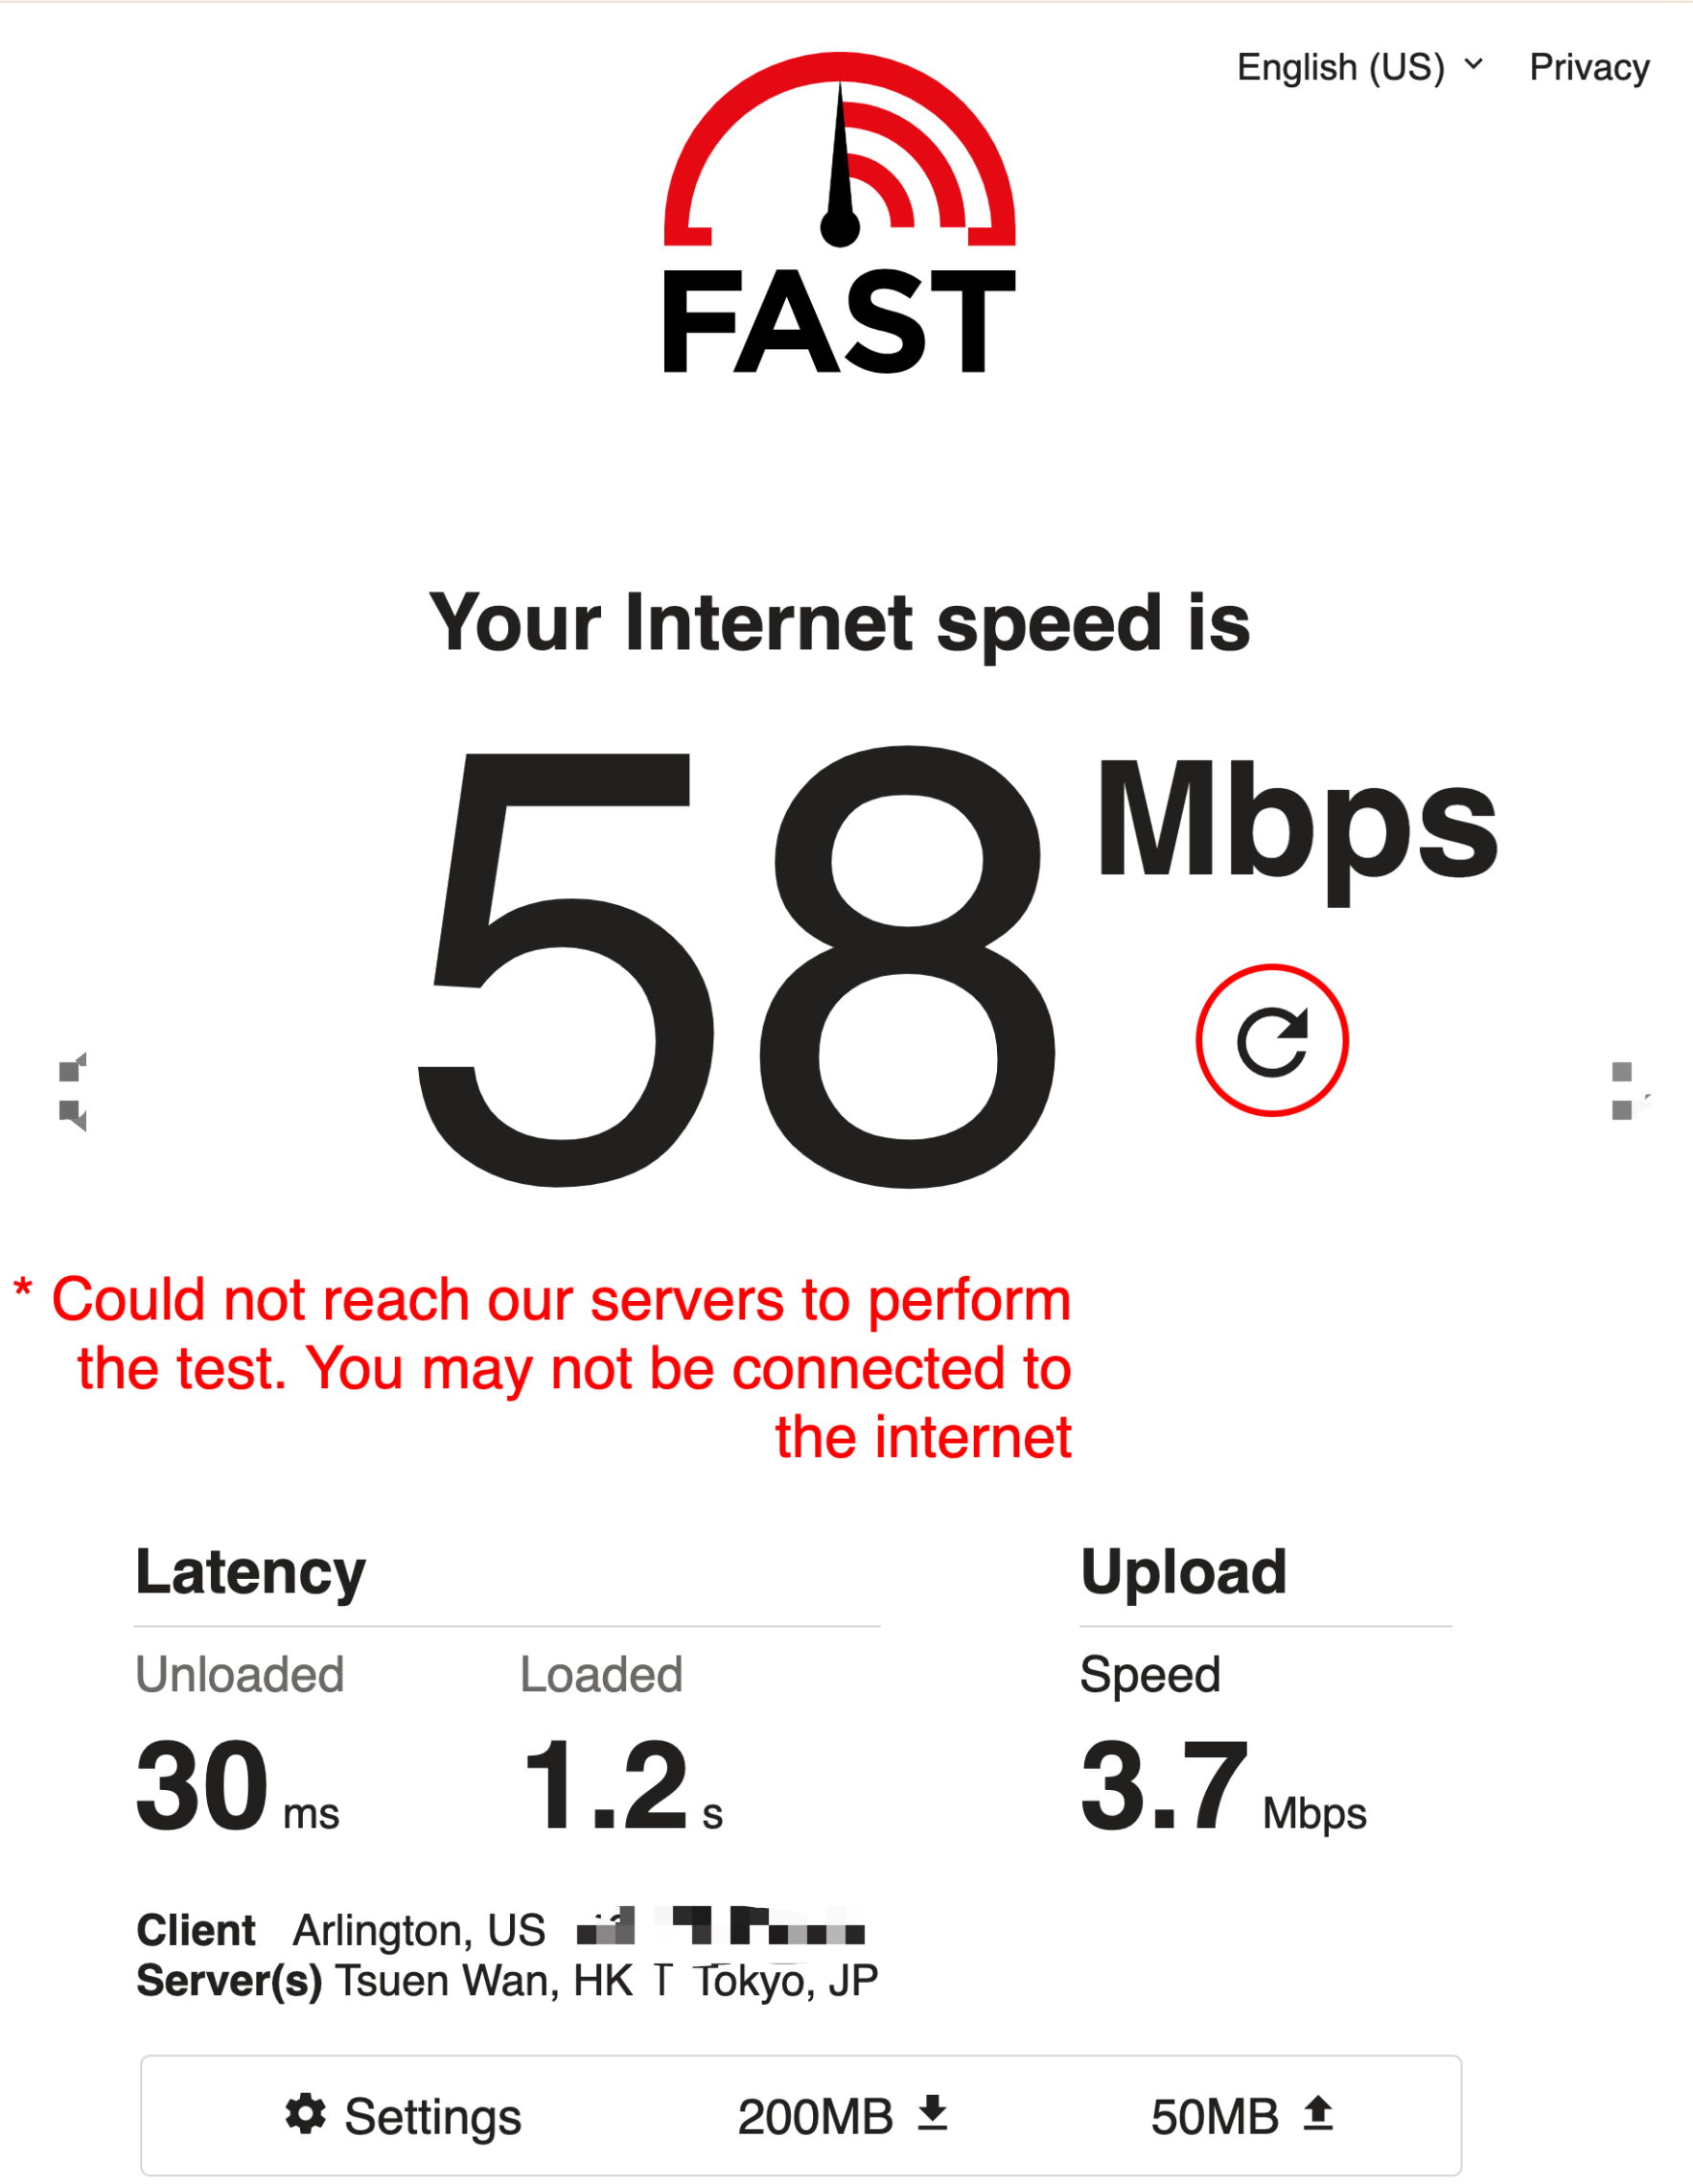 English (US) Privacy
FAST
Your Internet speed is
58 Mbps
* Could not reach our servers to perform
the test. You may not be connected to
the internet
Latency Upload
Unloaded Loaded Speed
30 ms 1.2 s 3.7 Mbps
Client Arlington, US
Server(s) Tsuen Wan, HK Tokyo, JP
Settings 200MB 50MB